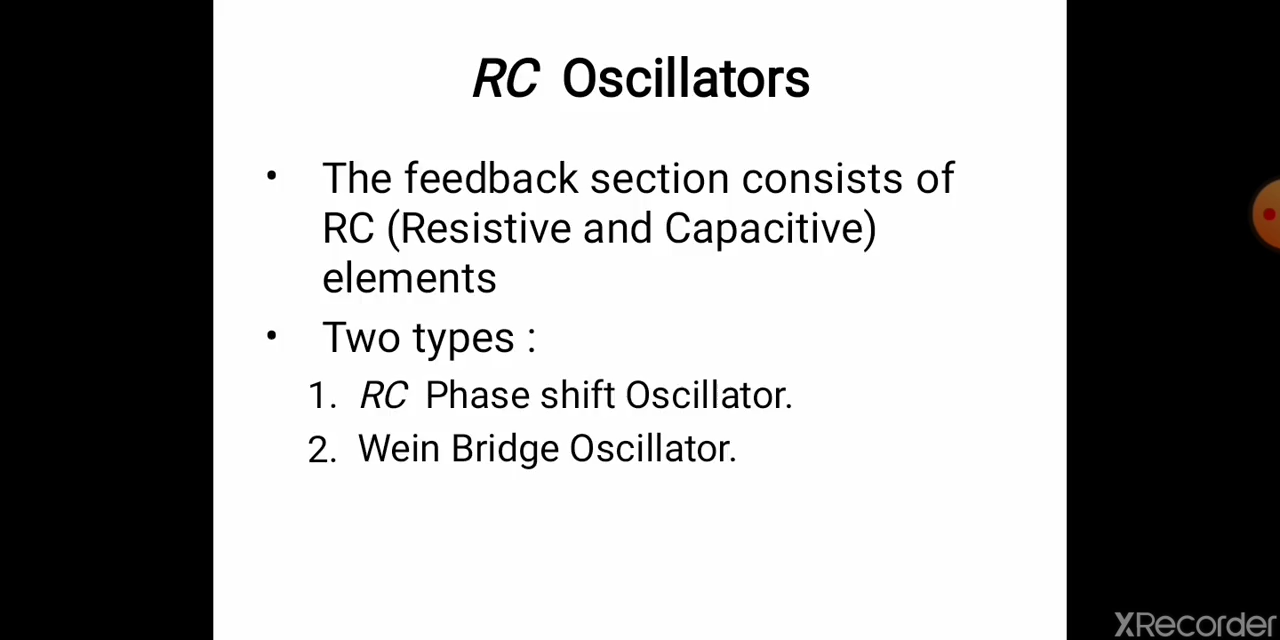 RC Oscillators
• The feedback section consists of
RC (Resistive and Capacitive)
elements
• Two types :
1. RC Phase shift Oscillator.
2. Wein Bridge Oscillator.
XRecorder